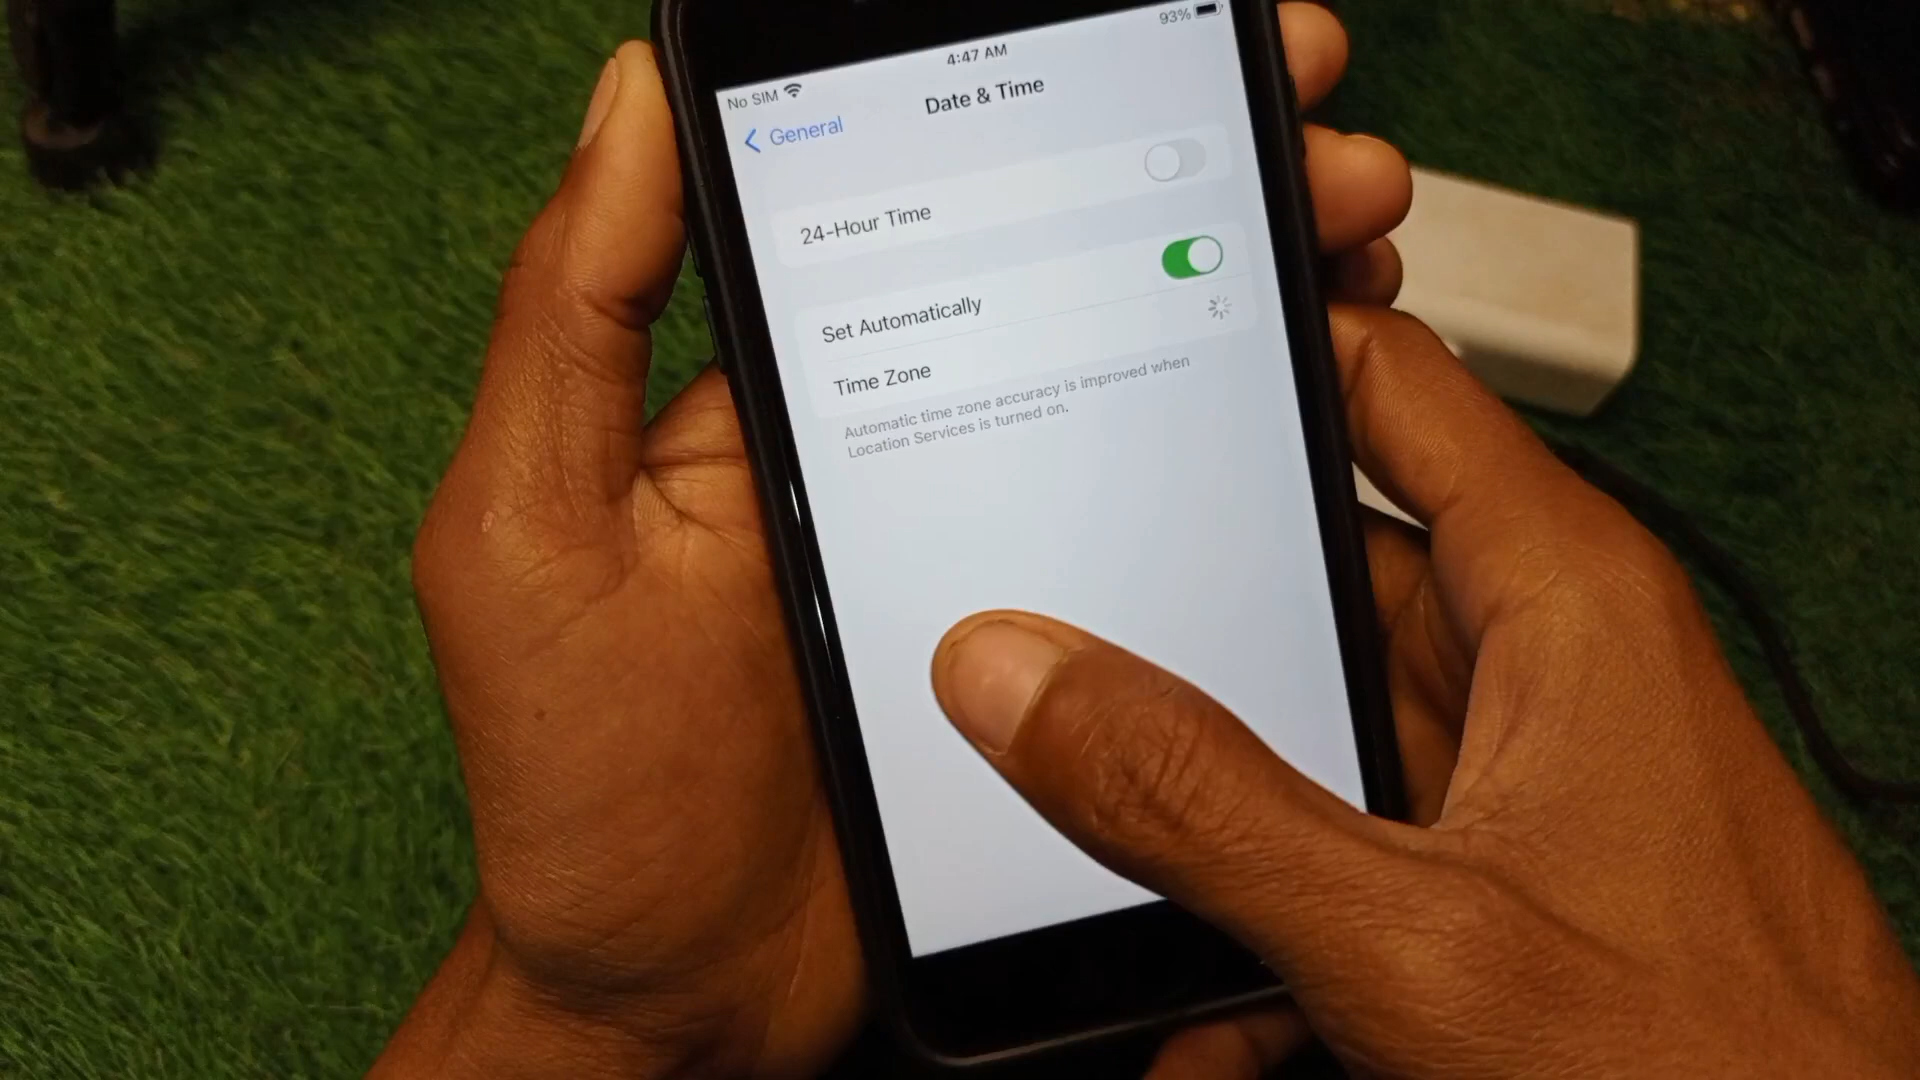 93%
4:47 AM
No SIM
Date & Time
General
24-Hour Time
Set Automatically
Time Zone
Automatic time zone accuracy is improved when
Location Services is turned on.